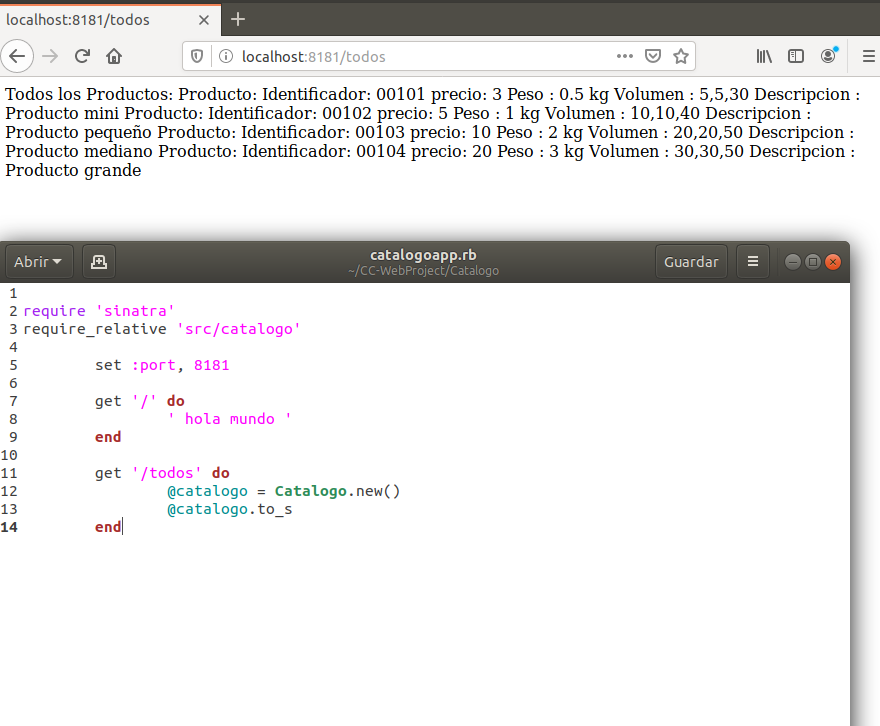 localhost:8181/todos
localhost:8181/todos
Todos los Productos: Producto: Identificador: 00101 precio: 3 Peso : 0.5 kg Volumen : 5,5,30 Descripcion :
Producto mini Producto: Identificador: 00102 precio: 5 Peso : 1 kg Volumen : 10,10,40 Descripcion :
Producto pequeño Producto: Identificador: 00103 precio: 10 Peso : 2 kg Volumen : 20,20,50 Descripcion :
Producto mediano Producto: Identificador: 00104 precio: 20 Peso : 3 kg Volumen : 30,30,50 Descripcion :
Producto grande
Abrir catalogoapp.rb Guardar
~/CC-WebProject/Catalogo
1
2 require 'sinatra'
3 require_relative 'src/catalogo'
4
5 set :port, 8181
6
7 get '/' do
8 ' hola mundo '
9 end
10
11 get '/todos' do
12 @catalogo = Catalogo.new()
13 @catalogo.to_s
14 end